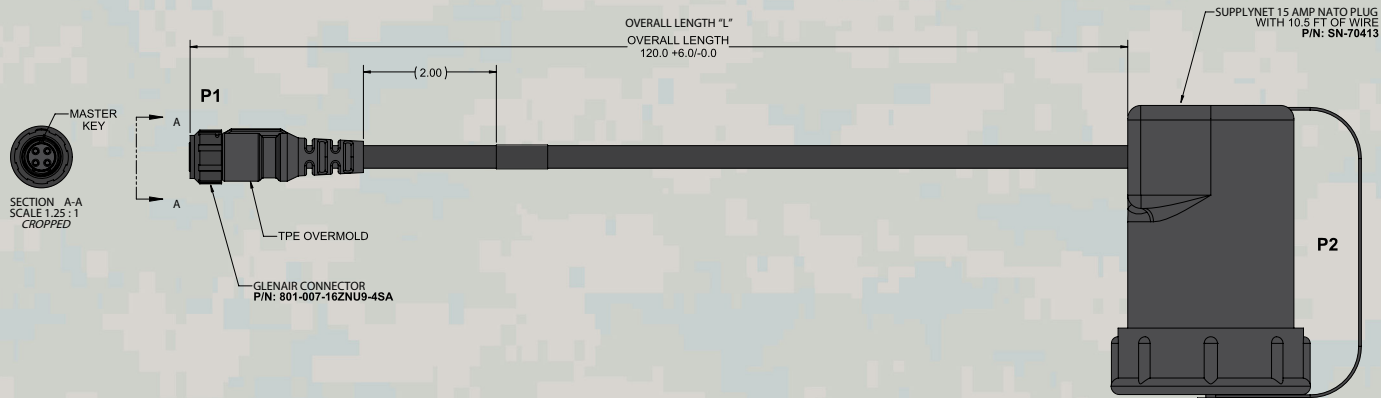 OVERALL LENGTH “L”
OVERALL LENGTH
120.0 +6.0/-0.0
SUPPLYNET 15 AMP NATO PLUG
WITH 10.5 FT OF WIRE
P/N: SN-70413
( 2.00 )
P1
MASTER
KEY
A
A
SECTION A-A
SCALE 1.25 : 1
CROPPED
TPE OVERMOLD
GLENAIR CONNECTOR
P/N: 801-007-16ZNU9-4SA
P2